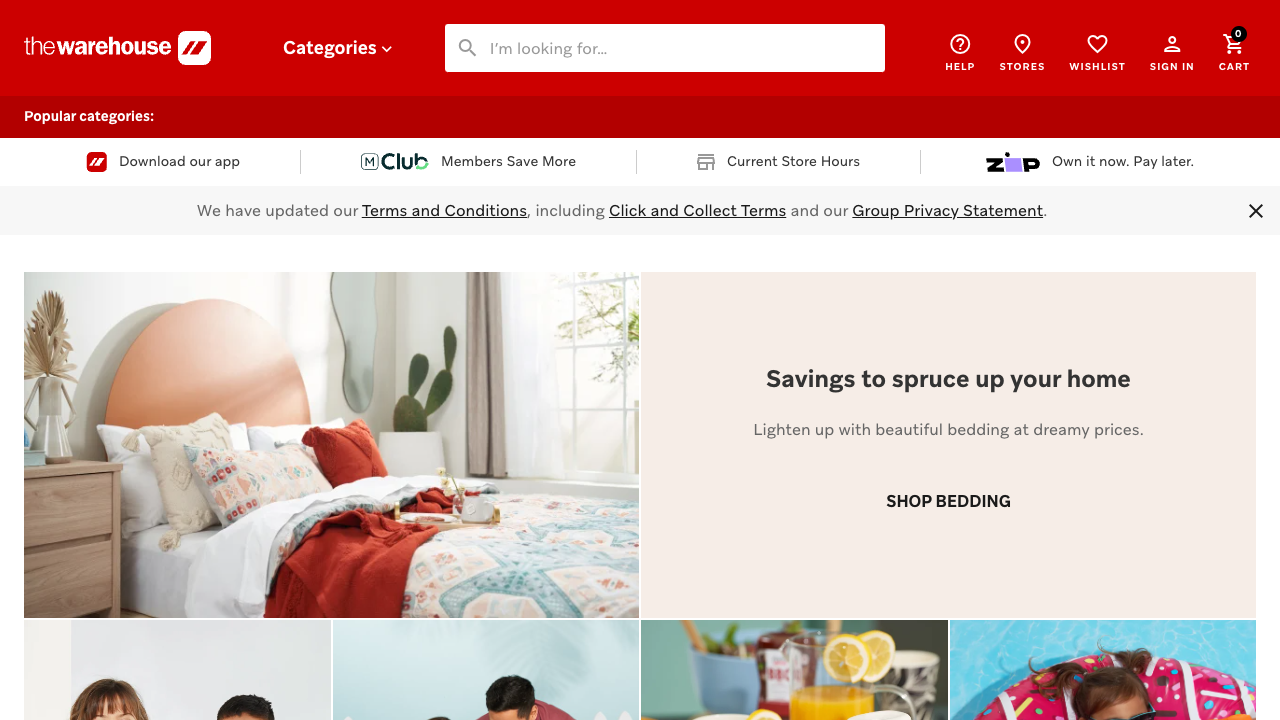 thewarehouse
Categories
I'm looking for...
HELP
STORES
WISHLIST
SIGN IN
0
CART
Popular categories:
Download our app
M Club
Members Save More
Current Store Hours
zip
Own it now. Pay later.
We have updated our Terms and Conditions, including Click and Collect Terms and our Group Privacy Statement.
Savings to spruce up your home
Lighten up with beautiful bedding at dreamy prices.
SHOP BEDDING